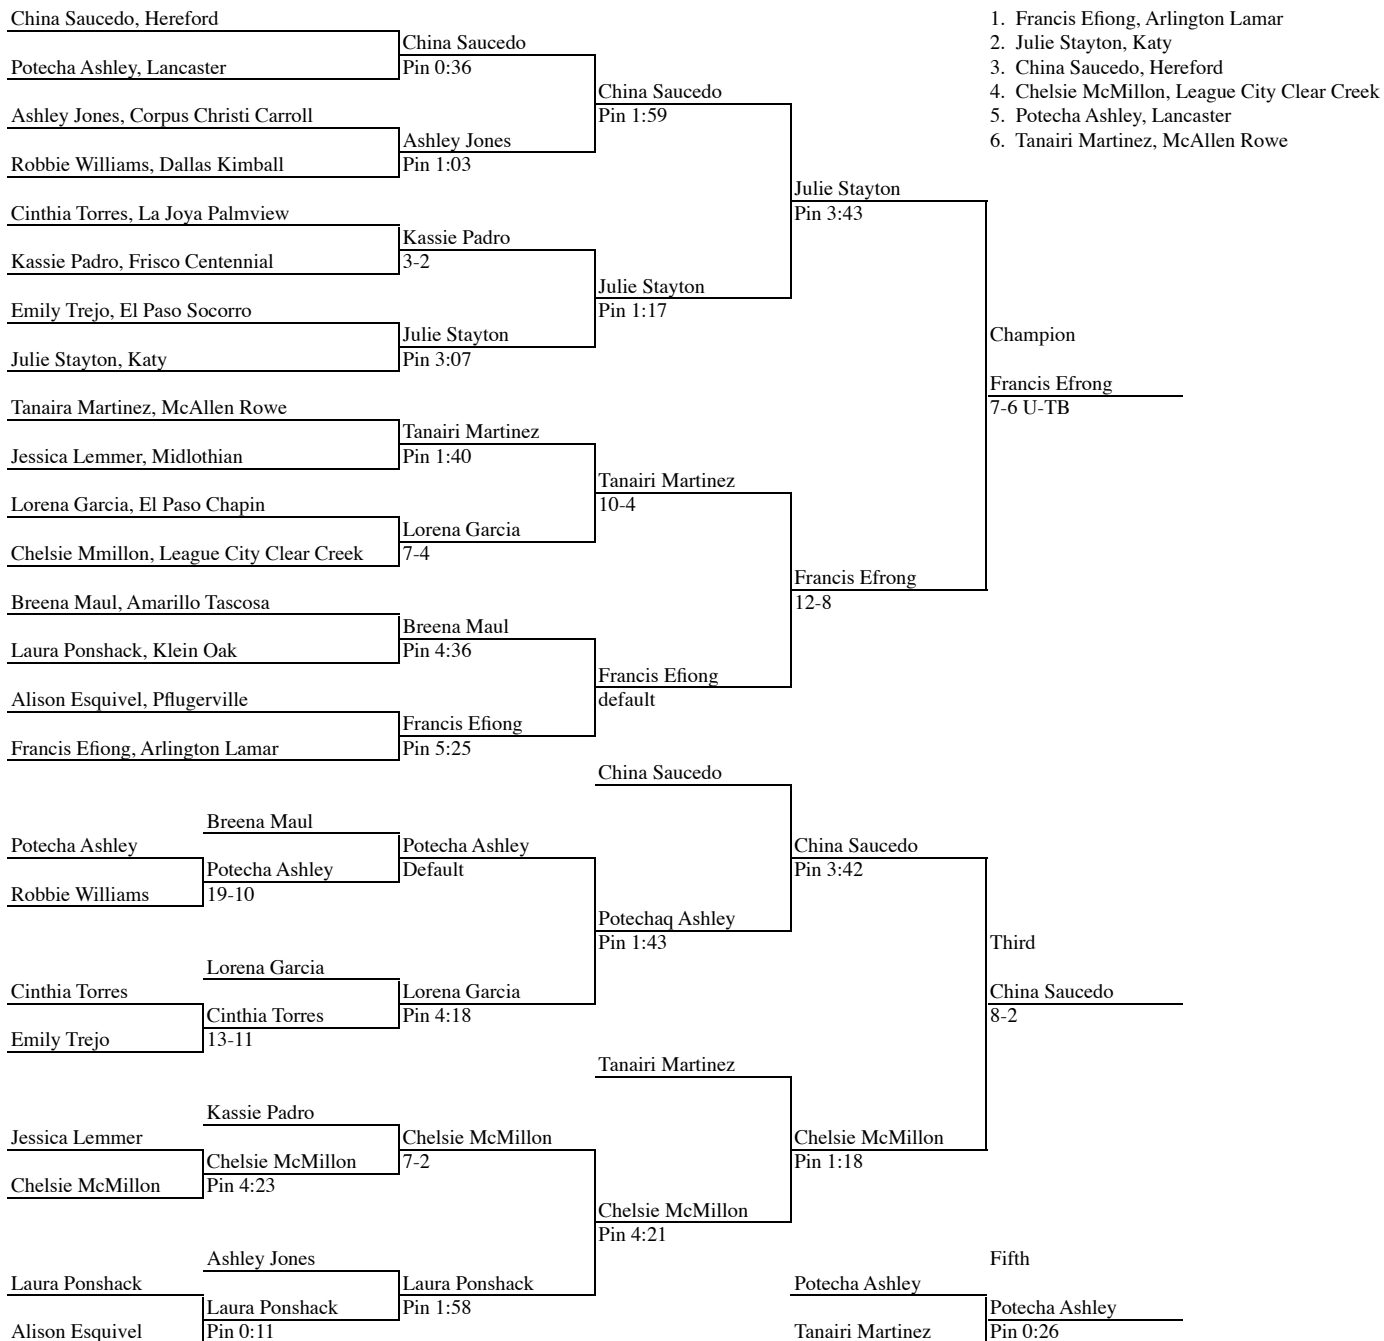 China Saucedo, Hereford
1. Francis Efiong, Arlington Lamar
China Saucedo
2. Julie Stayton, Katy
Potecha Ashley, Lancaster
Pin 0:36
3. China Saucedo, Hereford
China Saucedo
4. Chelsie McMillon, League City Clear Creek
Ashley Jones, Corpus Christi Carroll
Pin 1:59
5. Potecha Ashley, Lancaster
Ashley Jones
6. Tanairi Martinez, McAllen Rowe
Robbie Williams, Dallas Kimball
Pin 1:03
Julie Stayton
Cinthia Torres, La Joya Palmview
Pin 3:43
Kassie Padro
Kassie Padro, Frisco Centennial
3-2
Julie Stayton
Emily Trejo, El Paso Socorro
Pin 1:17
Julie Stayton
Champion
Julie Stayton, Katy
Pin 3:07
Francis Efrong
Tanaira Martinez, McAllen Rowe
7-6 U-TB
Tanairi Martinez
Jessica Lemmer, Midlothian
Pin 1:40
Tanairi Martinez
Lorena Garcia, El Paso Chapin
10-4
Lorena Garcia
Chelsie Mmillon, League City Clear Creek
7-4
Francis Efrong
Breena Maul, Amarillo Tascosa
12-8
Breena Maul
Laura Ponshack, Klein Oak
Pin 4:36
Francis Efiong
Alison Esquivel, Pflugerville
default
Francis Efiong
Francis Efiong, Arlington Lamar
Pin 5:25
China Saucedo
Breena Maul
Potecha Ashley
Potecha Ashley
China Saucedo
Potecha Ashley
Default
Pin 3:42
Robbie Williams
19-10
Potechaq Ashley
Pin 1:43
Third
Lorena Garcia
Cinthia Torres
Lorena Garcia
China Saucedo
Cinthia Torres
Pin 4:18
8-2
Emily Trejo
13-11
Tanairi Martinez
Kassie Padro
Jessica Lemmer
Chelsie McMillon
Chelsie McMillon
Chelsie McMillon
7-2
Pin 1:18
Chelsie McMillon
Pin 4:23
Chelsie McMillon
Pin 4:21
Ashley Jones
Fifth
Laura Ponshack
Laura Ponshack
Potecha Ashley
Laura Ponshack
Pin 1:58
Potecha Ashley
Alison Esquivel
Pin 0:11
Tanairi Martinez
Pin 0:26